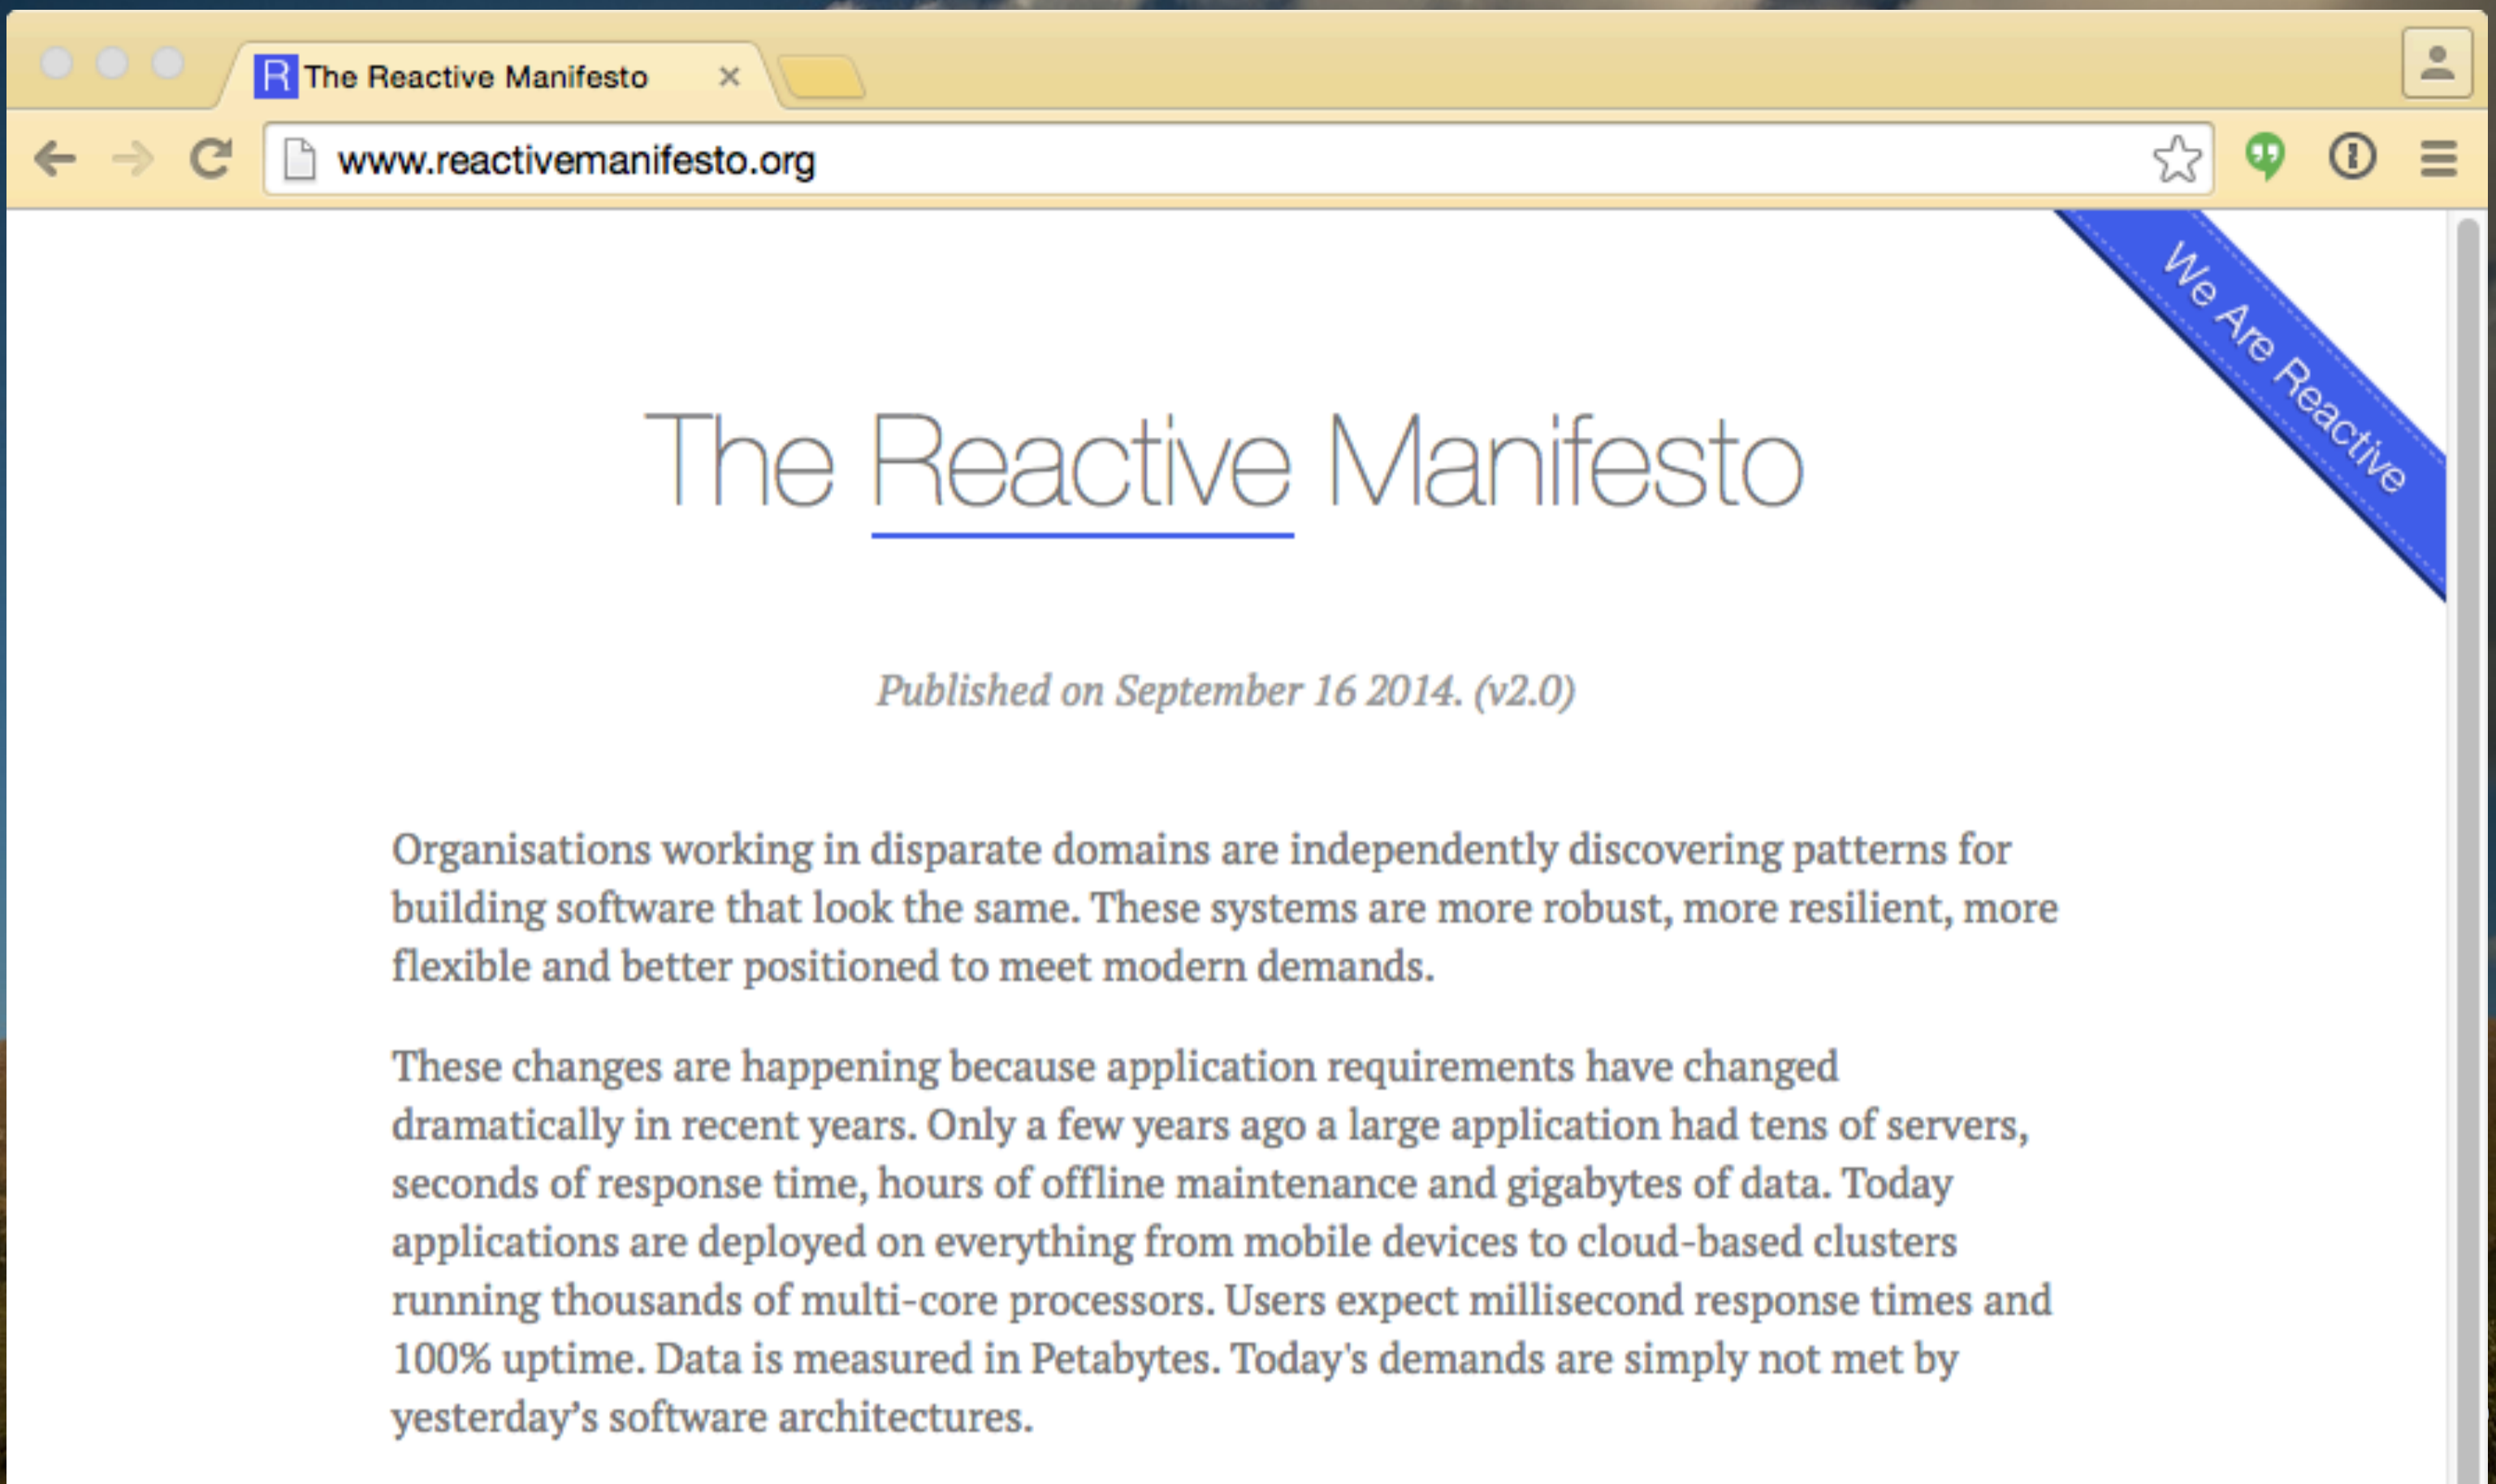 R The Reactive Manifesto
www.reactivemanifesto.org
We Are Reactive
The Reactive Manifesto
Published on September 16 2014. (v2.0)
Organisations working in disparate domains are independently discovering patterns for
building software that look the same. These systems are more robust, more resilient, more
flexible and better positioned to meet modern demands.
These changes are happening because application requirements have changed
dramatically in recent years. Only a few years ago a large application had tens of servers,
seconds of response time, hours of offline maintenance and gigabytes of data. Today
applications are deployed on everything from mobile devices to cloud-based clusters
running thousands of multi-core processors. Users expect millisecond response times and
100% uptime. Data is measured in Petabytes. Today's demands are simply not met by
yesterday’s software architectures.